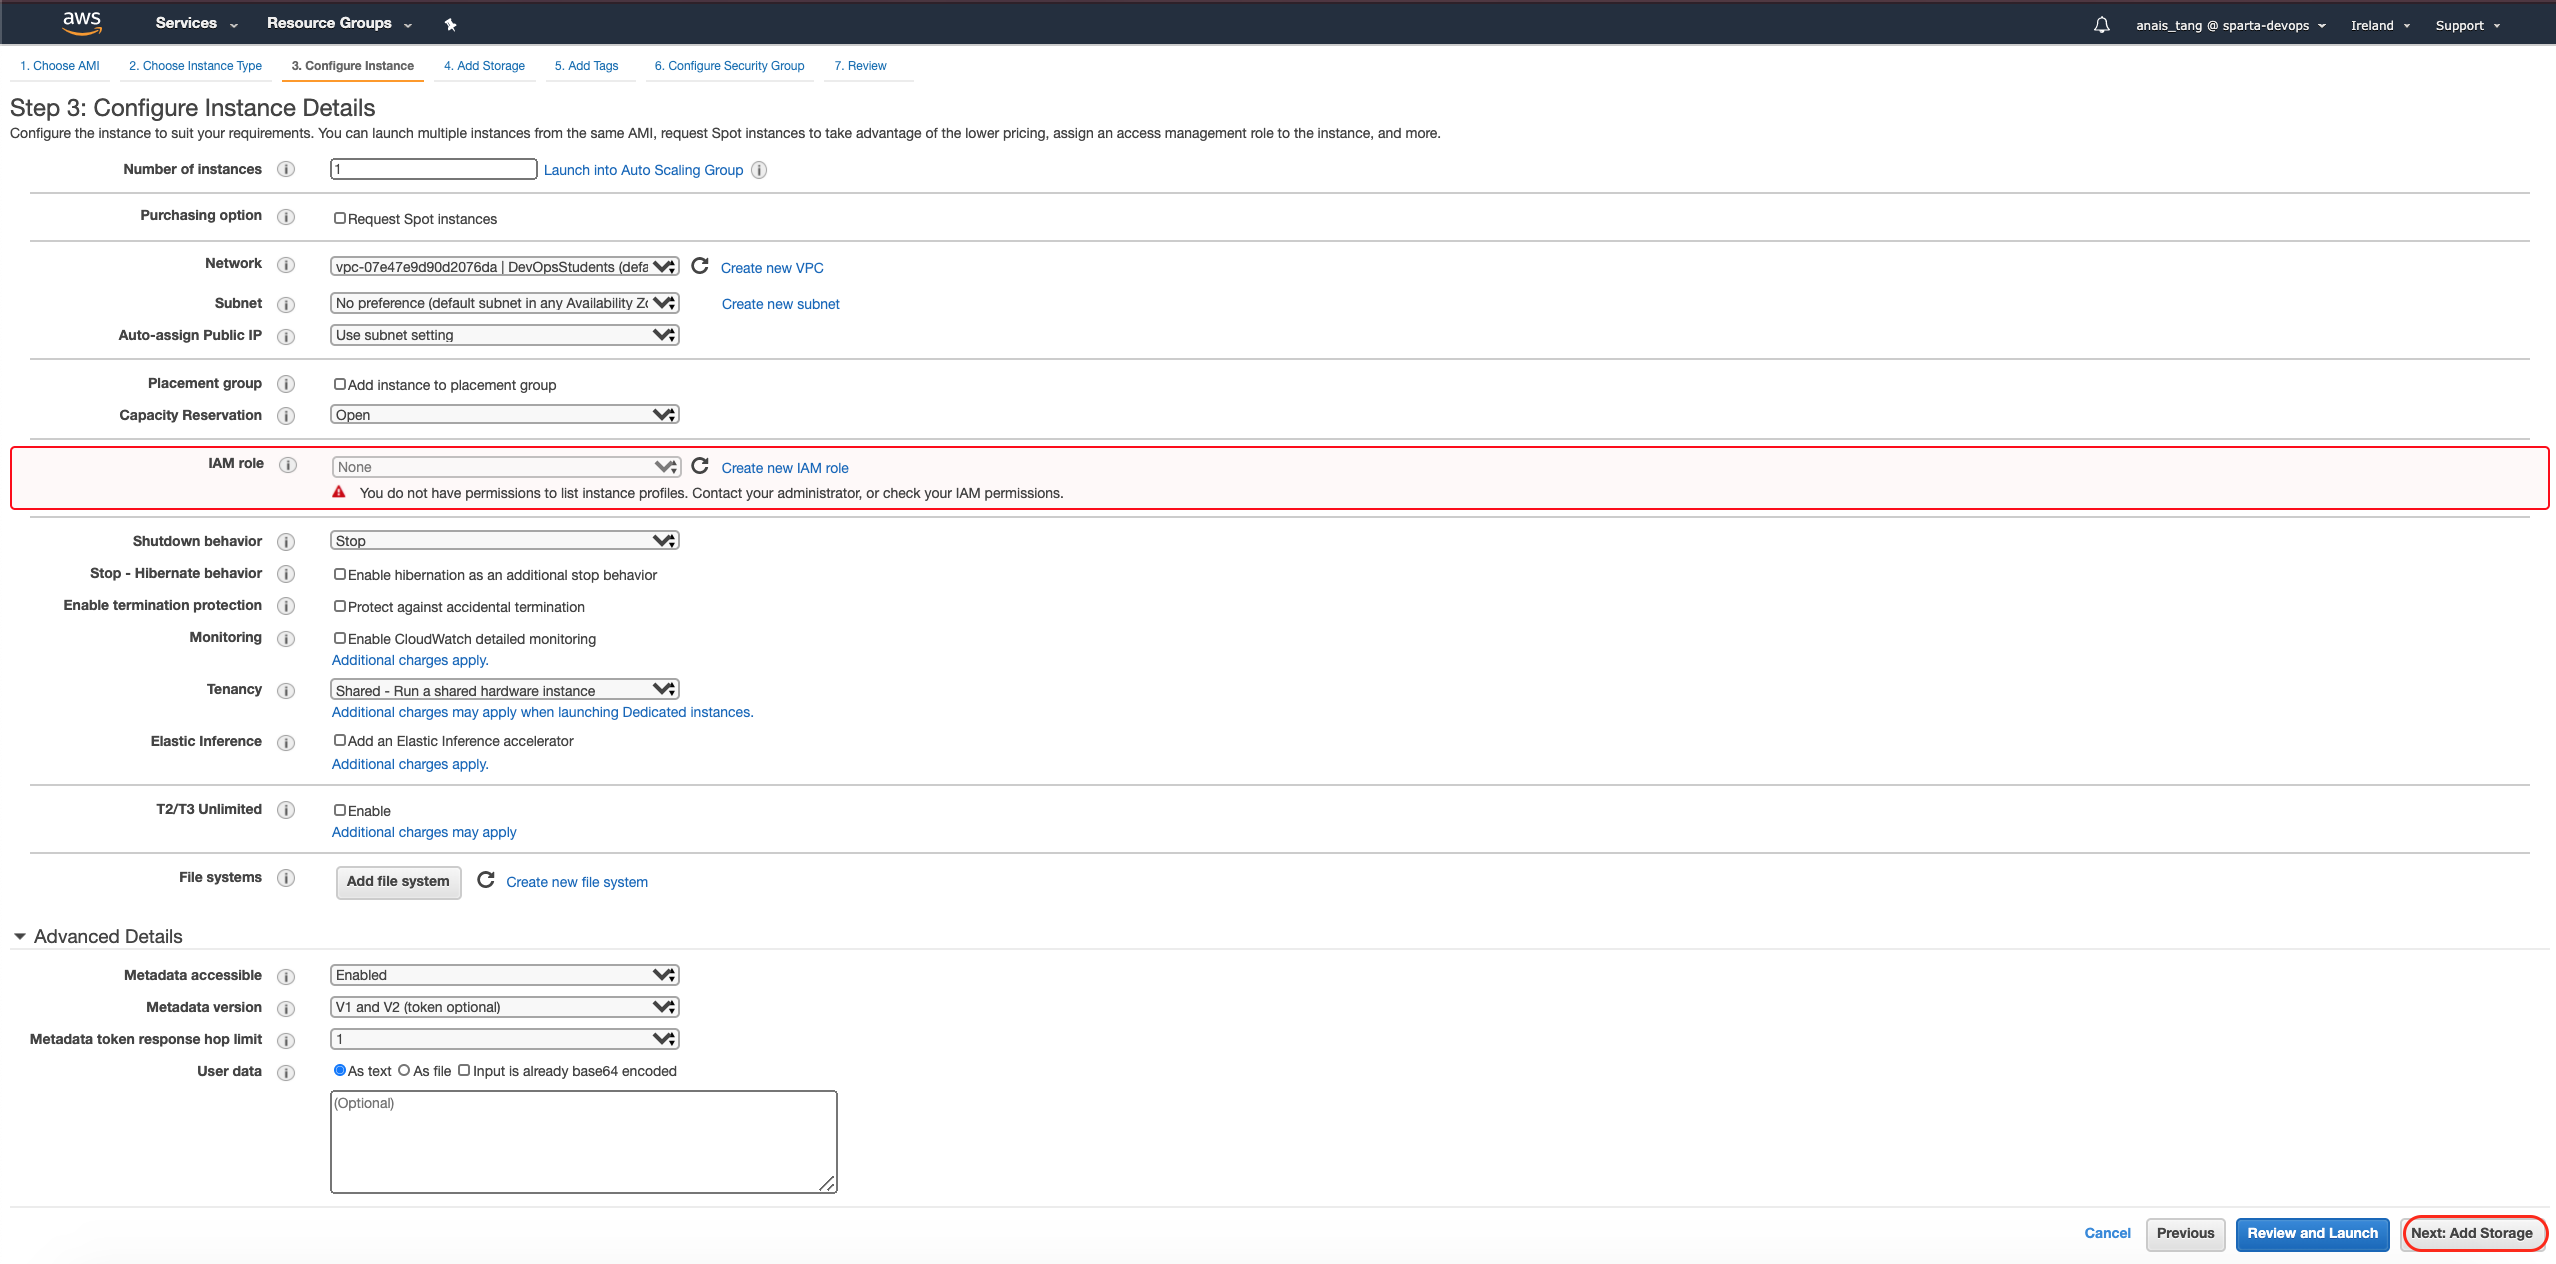 aws Services Resource Groups anais_tang @ sparta-devops Ireland Support
1. Choose AMI 2. Choose Instance Type 3. Configure Instance 4. Add Storage 5. Add Tags 6. Configure Security Group 7. Review
Step 3: Configure Instance Details
Configure the instance to suit your requirements. You can launch multiple instances from the same AMI, request Spot instances to take advantage of the lower pricing, assign an access management role to the instance, and more.
Number of instances i 1 Launch into Auto Scaling Group i
Purchasing option i Request Spot instances
Network i vpc-07e47e9d90d2076da | DevOpsStudents (defa Create new VPC
Subnet i No preference (default subnet in any Availability Zo Create new subnet
Auto-assign Public IP i Use subnet setting
Placement group i Add instance to placement group
Capacity Reservation i Open
IAM role i None Create new IAM role
You do not have permissions to list instance profiles. Contact your administrator, or check your IAM permissions.
Shutdown behavior i Stop
Stop - Hibernate behavior i Enable hibernation as an additional stop behavior
Enable termination protection i Protect against accidental termination
Monitoring i Enable CloudWatch detailed monitoring
Additional charges apply.
Tenancy i Shared - Run a shared hardware instance
Additional charges may apply when launching Dedicated instances.
Elastic Inference i Add an Elastic Inference accelerator
Additional charges apply.
T2/T3 Unlimited i Enable
Additional charges may apply
File systems i Add file system Create new file system
Advanced Details
Metadata accessible i Enabled
Metadata version i V1 and V2 (token optional)
Metadata token response hop limit i 1
User data i As text As file Input is already base64 encoded
(Optional)
Cancel Previous Review and Launch Next: Add Storage